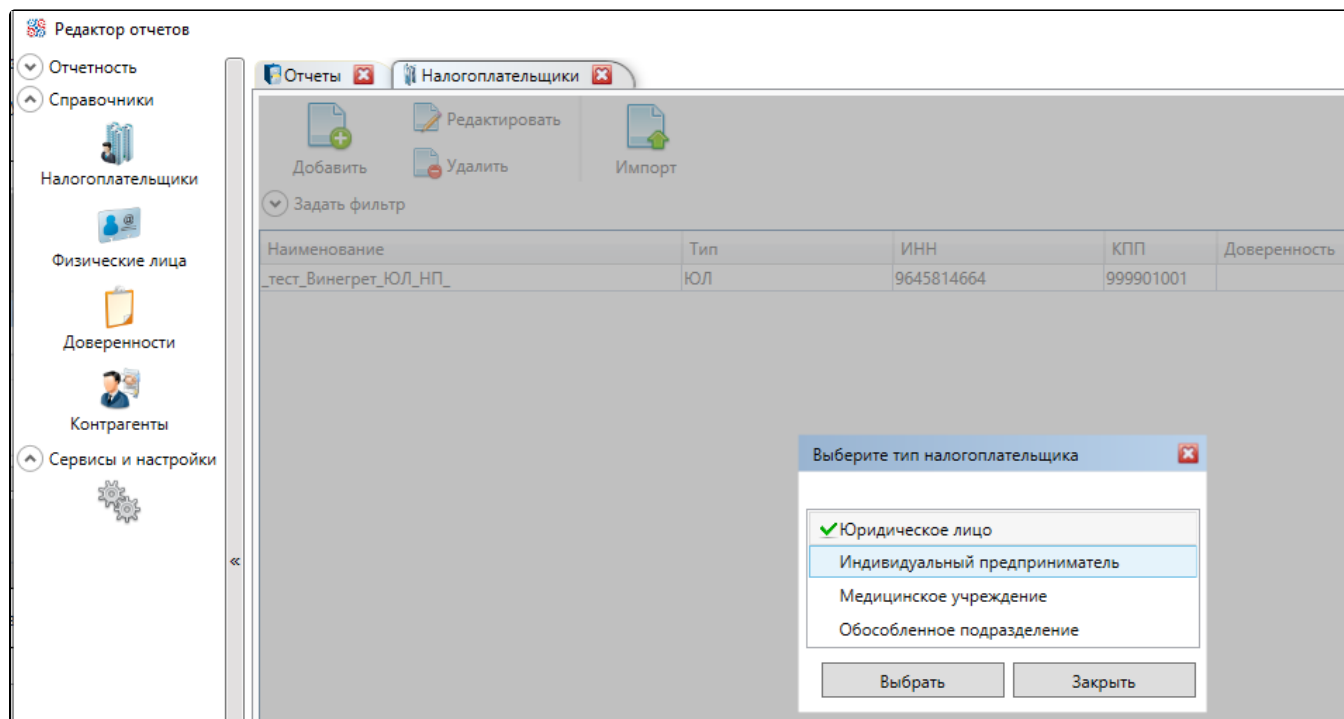 Редактор отчетов
Отчетность
Справочники
Налогоплательщики
Физические лица
Доверенности
Контрагенты
Сервисы и настройки
«
Отчеты Налогоплательщики
Добавить Редактировать Удалить Импорт
Задать фильтр
Наименование Тип ИНН КПП Доверенность
_тест_Винегрет_ЮЛ_НП_ ЮЛ 9645814664 999901001
Выберите тип налогоплательщика
Юридическое лицо
Индивидуальный предприниматель
Медицинское учреждение
Обособленное подразделение
Выбрать Закрыть